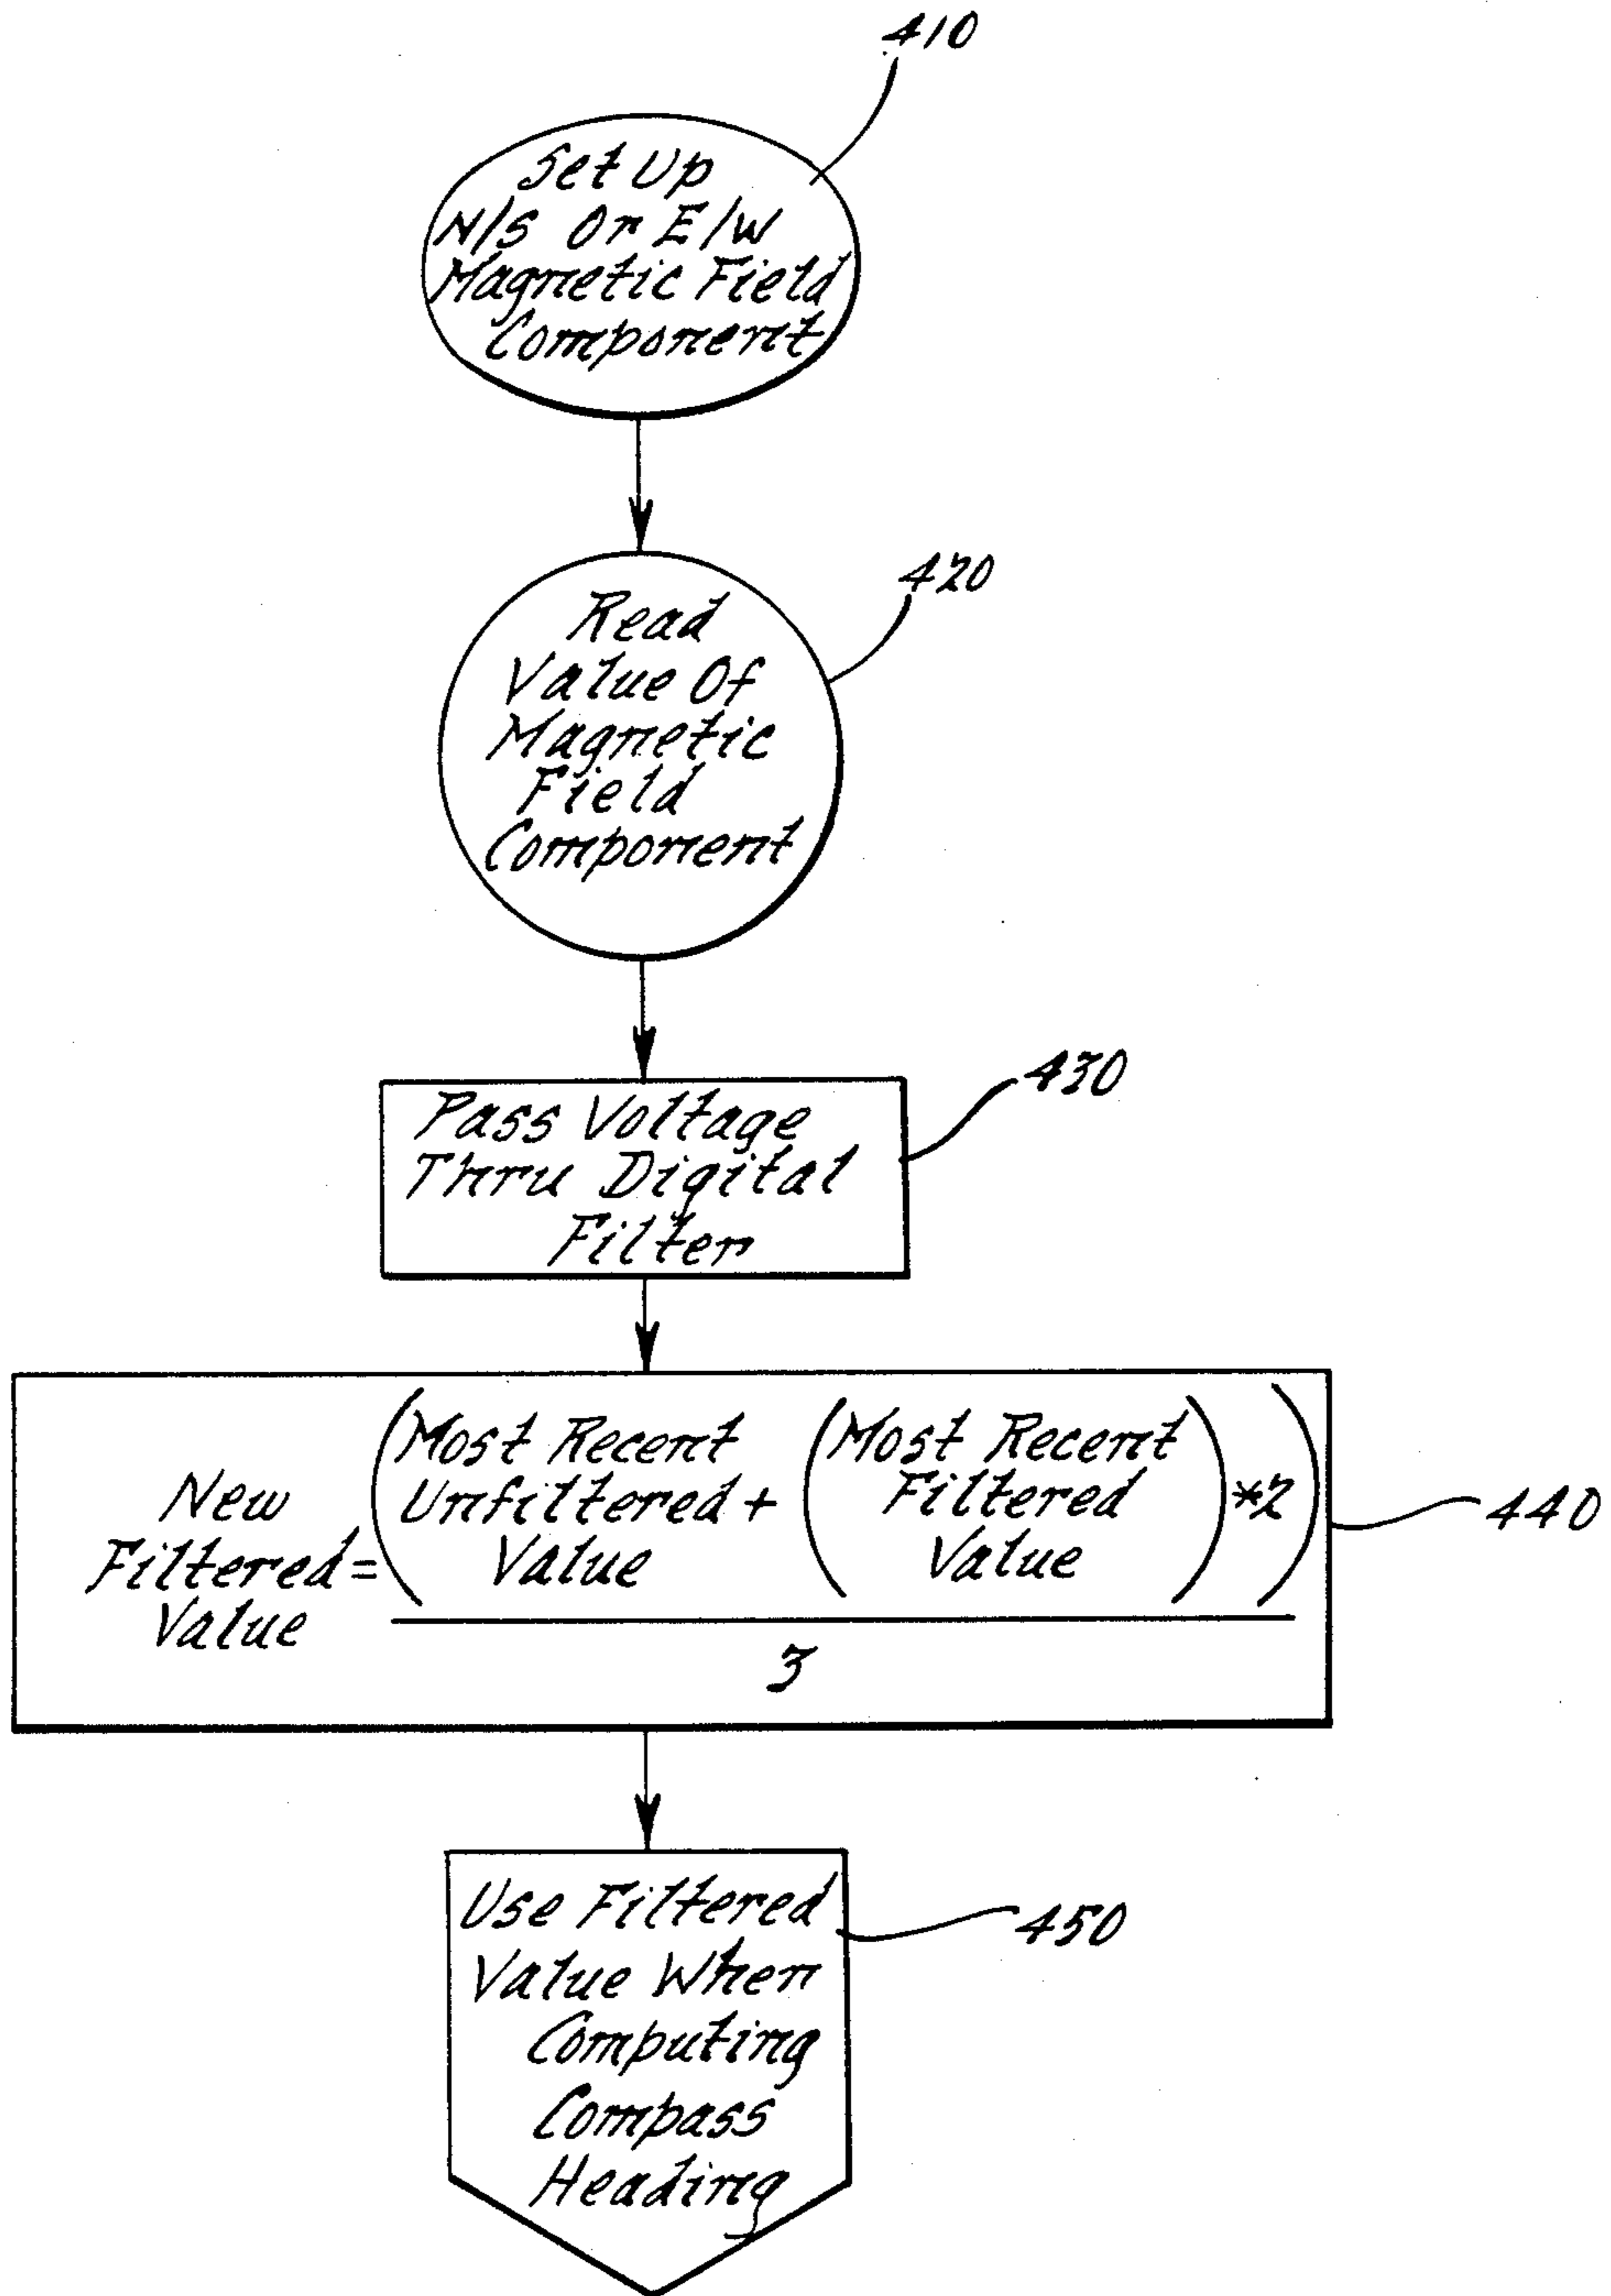 410
Set Up
N/S Or E/W
Magnetic Field
Component
420
Read
Value Of
Magnetic
Field
Component
430
Pass Voltage
Thru Digital
Filter
New
Filtered =
Value
(Most Recent
Unfiltered +
Value
(Most Recent
Filtered
Value
) *2)
3
440
Use Filtered
Value When
Computing
Compass
Heading
450